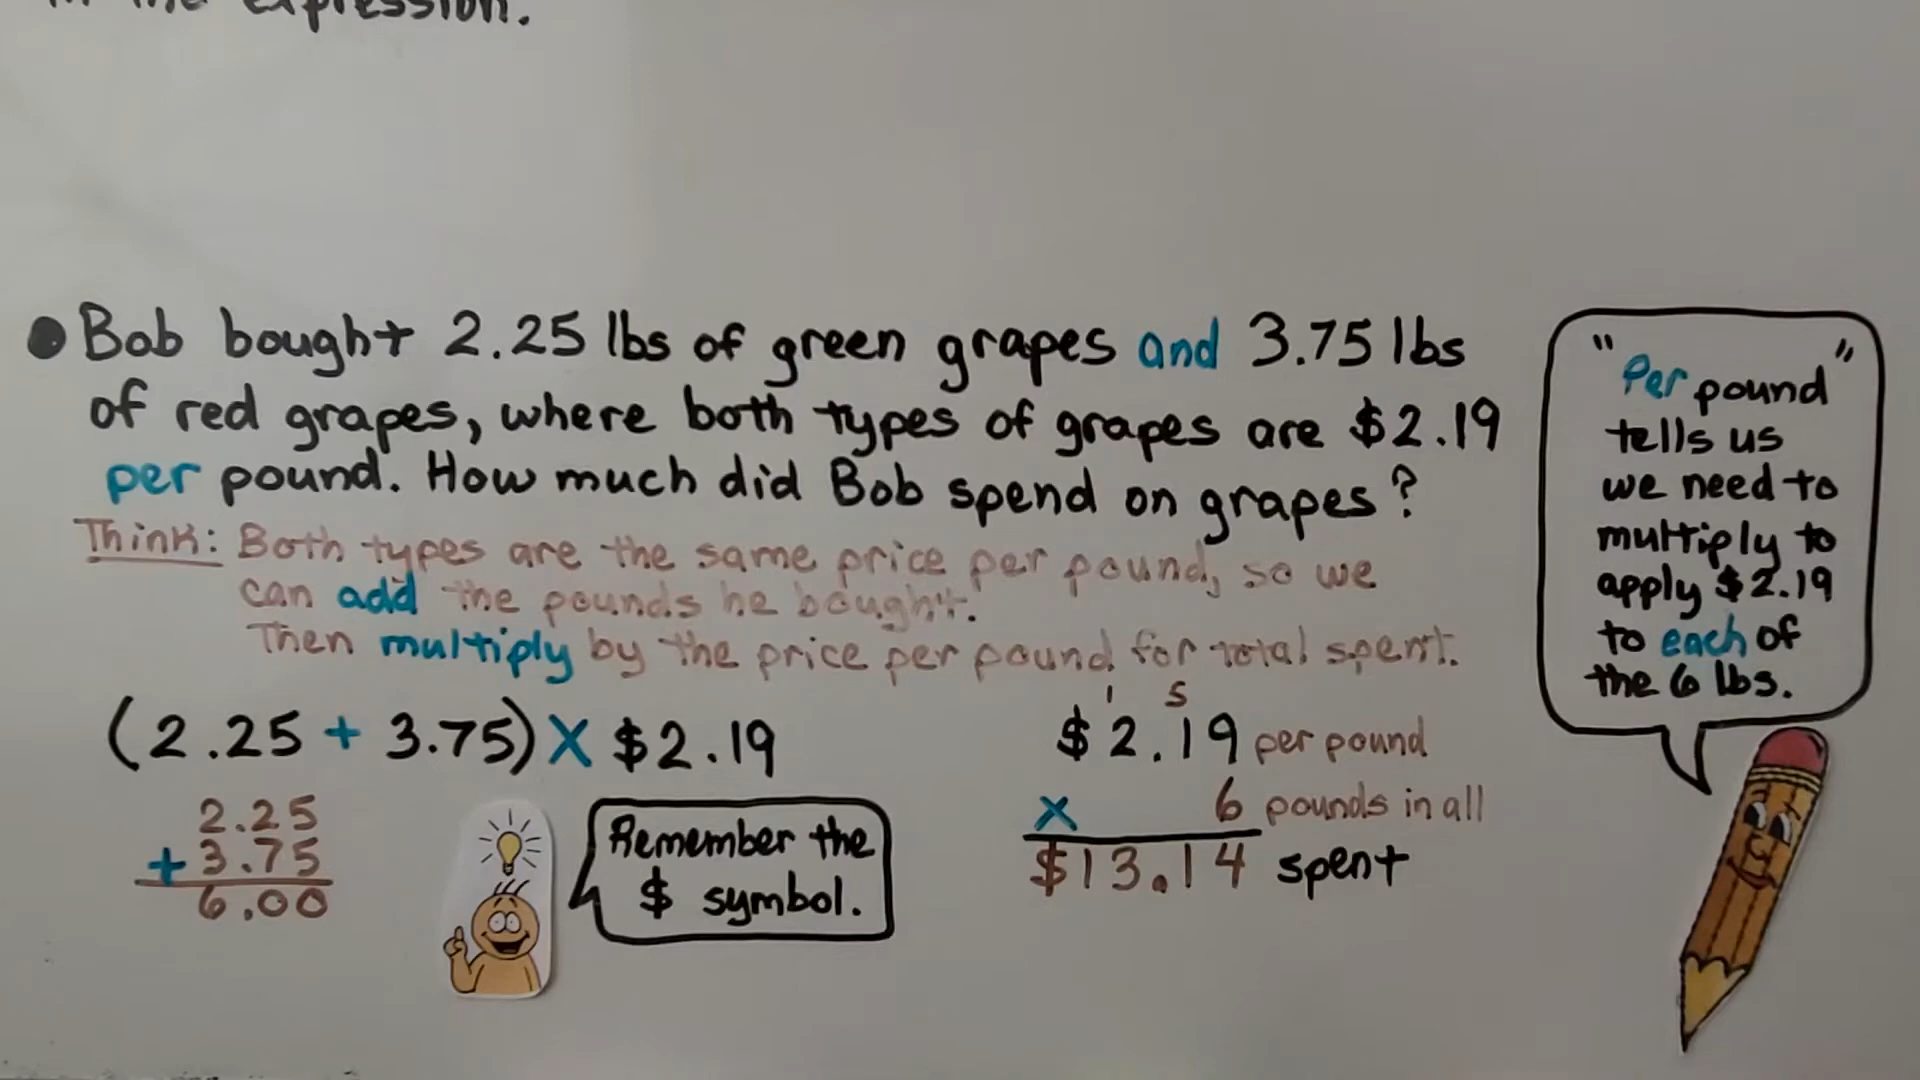 in the expression.
● Bob bought 2.25 lbs of green grapes and 3.75 lbs
of red grapes, where both types of grapes are $2.19
per pound. How much did Bob spend on grapes?
Think: Both types are the same price per pound, so we
can add the pounds he bought.
Then multiply by the price per pound for total spent.
(2.25 + 3.75) X $2.19
2.25
+ 3.75
6.00
Remember the
$ symbol.
1 5
$2.19 per pound
X 6 pounds in all
$13.14 spent
"Per pound"
tells us
we need to
multiply to
apply $2.19
to each of
the 6 lbs.